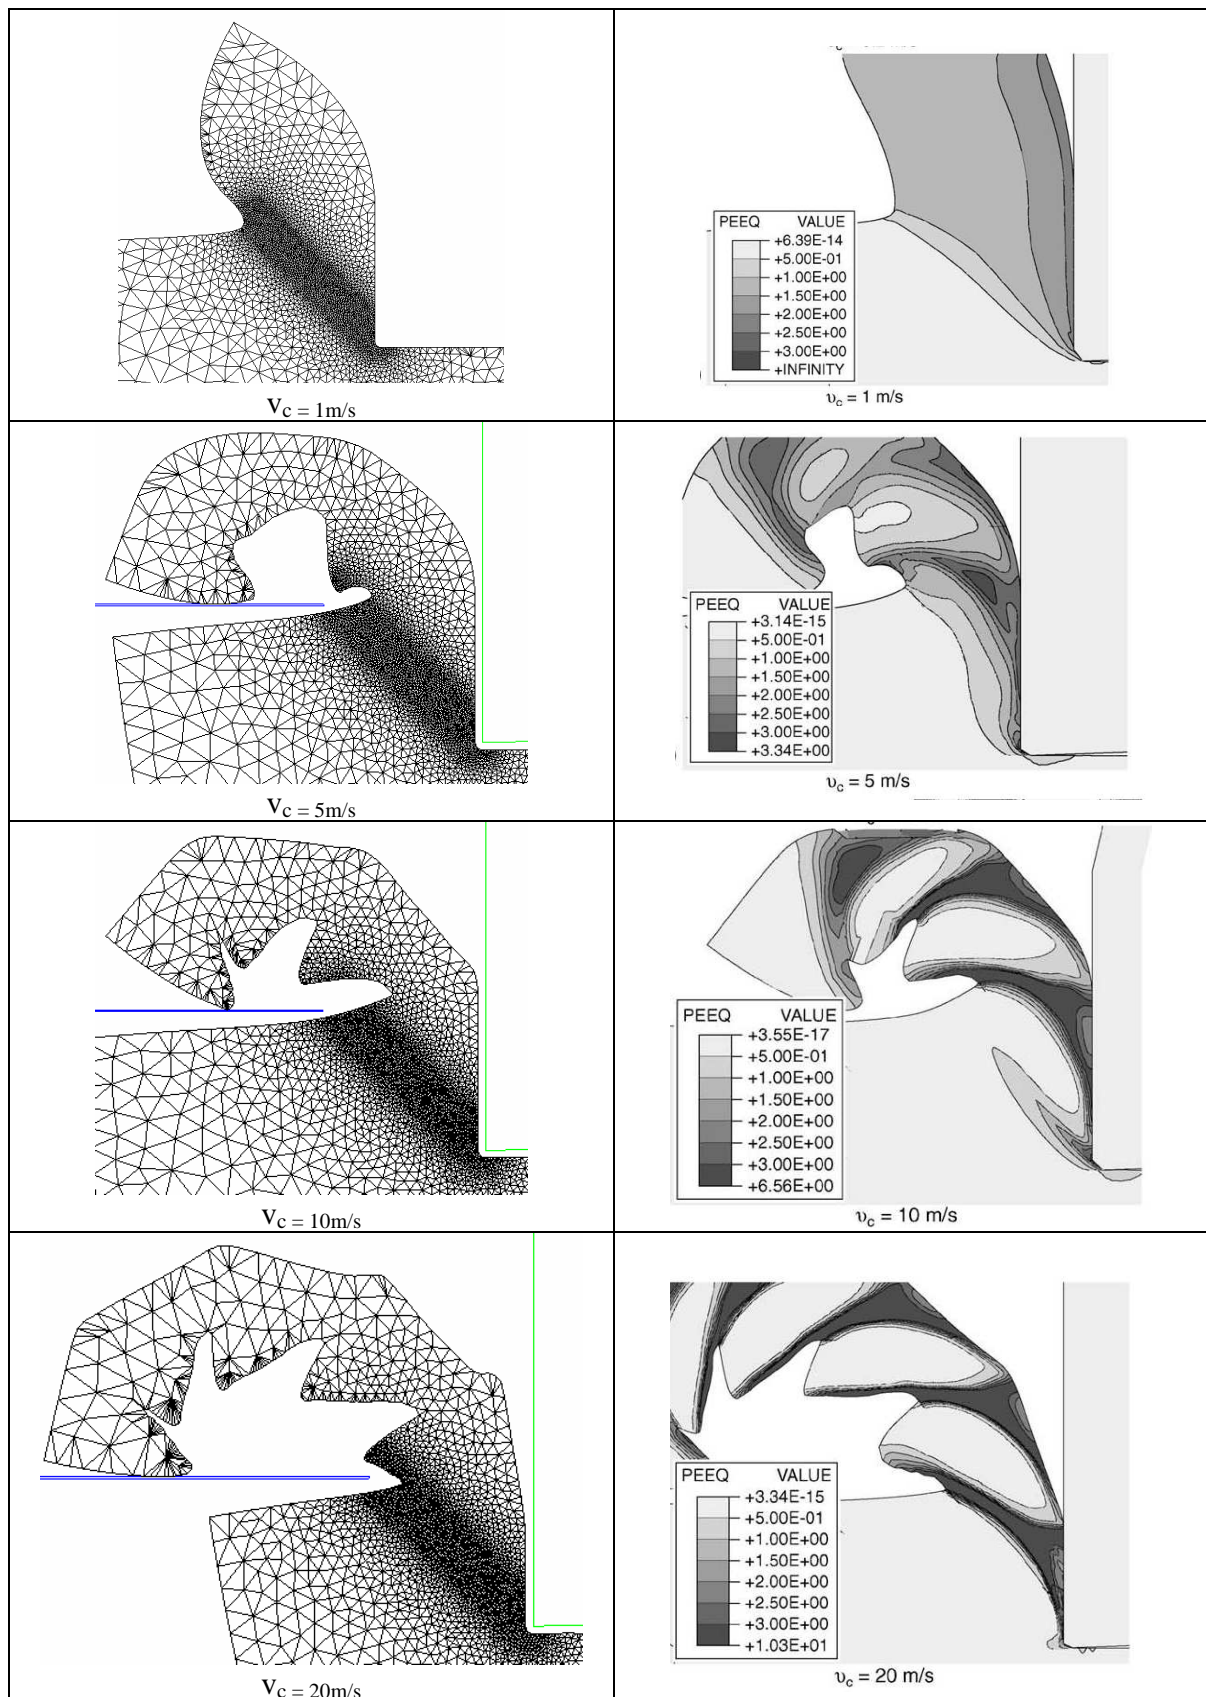 PEEQ VALUE
+6.39E-14
+5.00E-01
+1.00E+00
+1.50E+00
+2.00E+00
+2.50E+00
+3.00E+00
+INFINITY
vc = 1m/s
υc = 1 m/s
PEEQ VALUE
+3.14E-15
+5.00E-01
+1.00E+00
+1.50E+00
+2.00E+00
+2.50E+00
+3.00E+00
+3.34E+00
vc = 5m/s
υc = 5 m/s
PEEQ VALUE
+3.55E-17
+5.00E-01
+1.00E+00
+1.50E+00
+2.00E+00
+2.50E+00
+3.00E+00
+6.56E+00
vc = 10m/s
υc = 10 m/s
PEEQ VALUE
+3.34E-15
+5.00E-01
+1.00E+00
+1.50E+00
+2.00E+00
+2.50E+00
+3.00E+00
+1.03E+01
vc = 20m/s
υc = 20 m/s